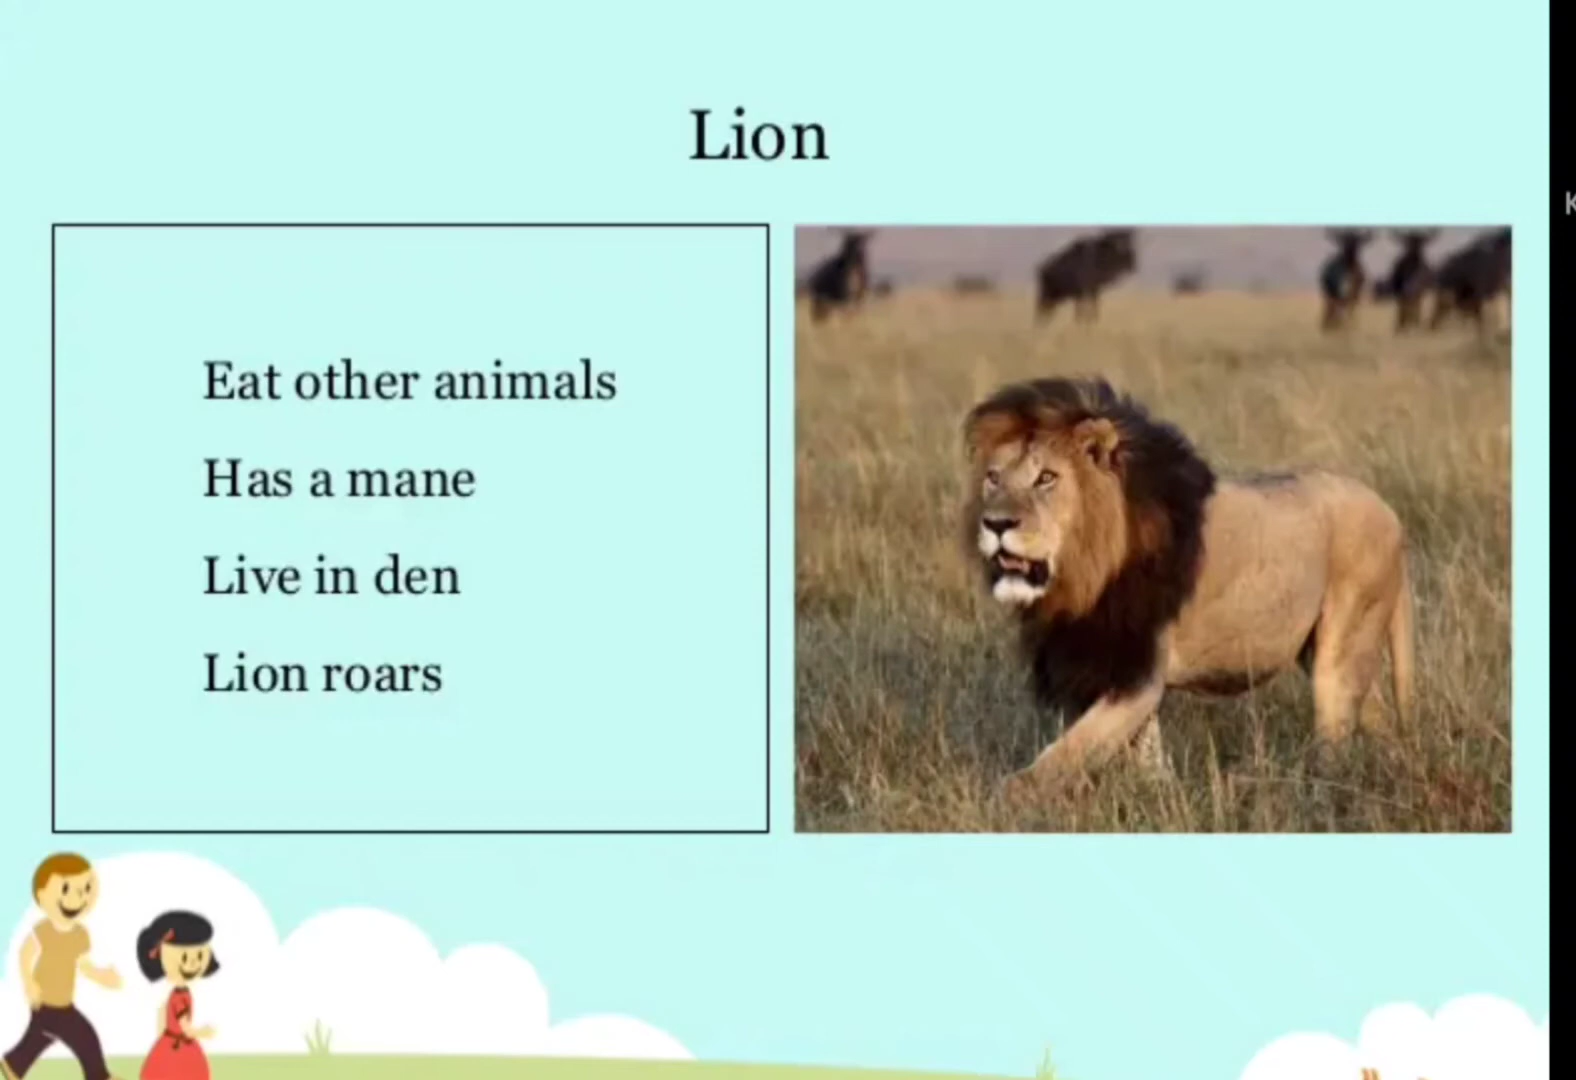 Lion
Eat other animals
Has a mane
Live in den
Lion roars
K